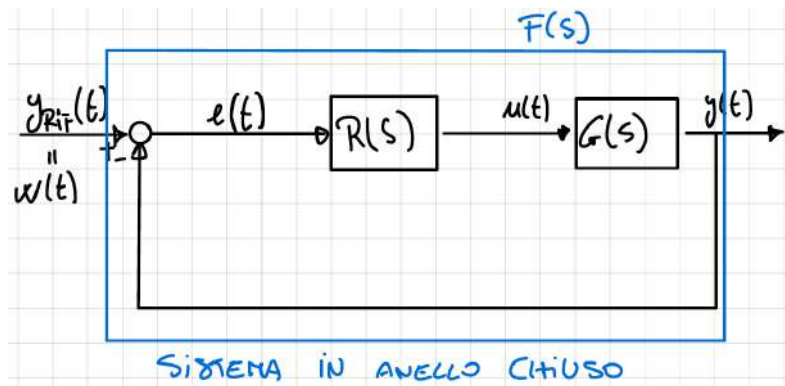 F(S)
y_RIF(t)
e(t)
R(S)
u(t)
G(S)
y(t)
+
-
"
w(t)
SISTEMA IN ANELLO CHIUSO